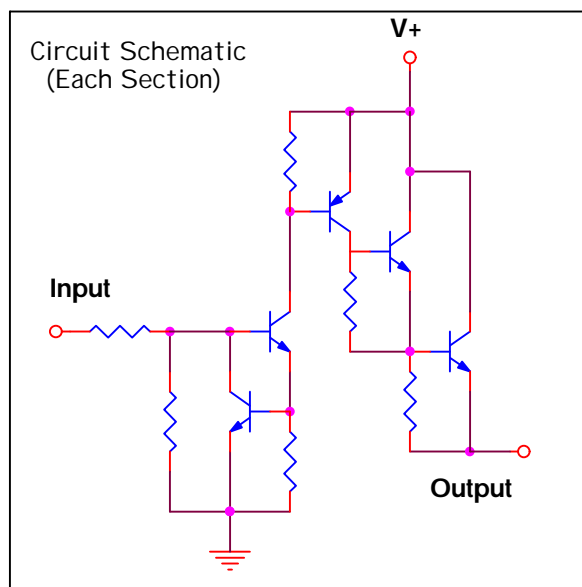 Circuit Schematic
(Each Section)
V+
Input
Output